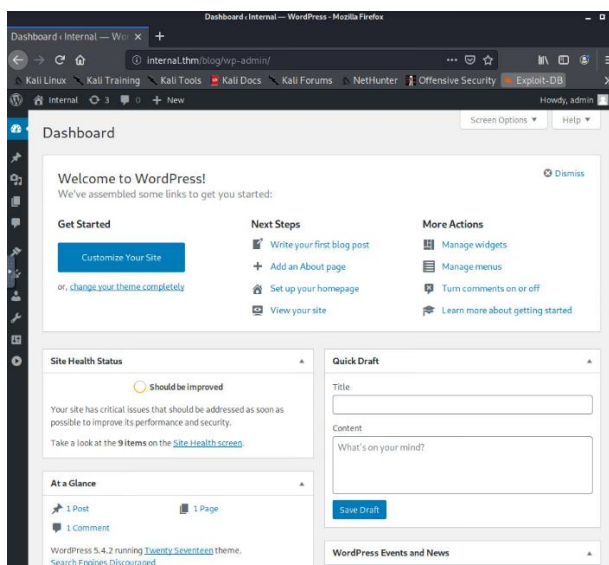 Dashboard ‹ Internal — WordPress - Mozilla Firefox
Dashboard ‹ Internal — Wor
internal.thm/blog/wp-admin/
Kali Linux Kali Training Kali Tools Kali Docs Kali Forums NetHunter Offensive Security Exploit-DB
Internal 3 0 + New Howdy, admin
Screen Options Help
Dashboard
Welcome to WordPress!
Dismiss
We've assembled some links to get you started:
Get Started
Customize Your Site
or, change your theme completely
Next Steps
Write your first blog post
Add an About page
Set up your homepage
View your site
More Actions
Manage widgets
Manage menus
Turn comments on or off
Learn more about getting started
Site Health Status
Should be improved
Your site has critical issues that should be addressed as soon as
possible to improve its performance and security.
Take a look at the 9 items on the Site Health screen.
At a Glance
1 Post 1 Page
1 Comment
WordPress 5.4.2 running Twenty Seventeen theme.
Search Engines Discouraged
Quick Draft
Title
Content
What's on your mind?
Save Draft
WordPress Events and News